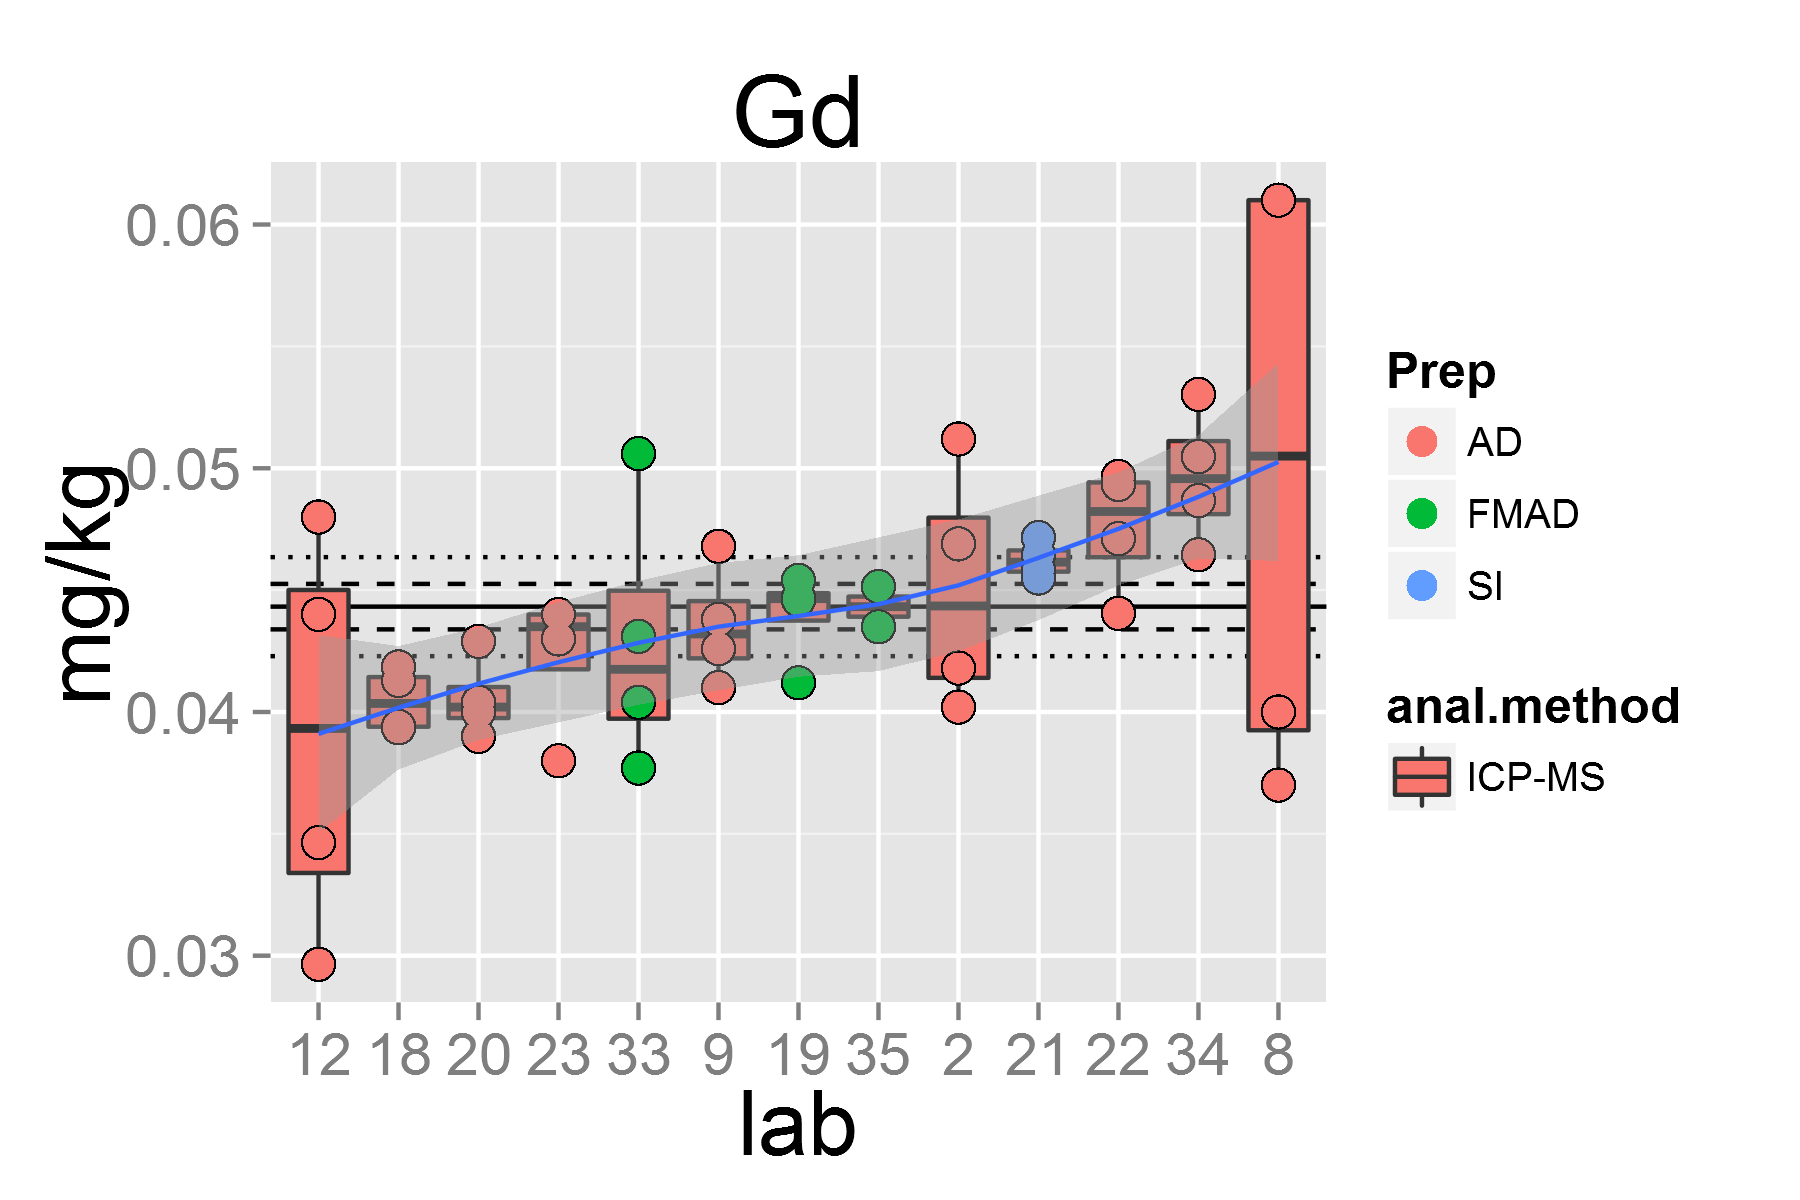 Gd
mg/kg
0.06
0.05
0.04
0.03
12 18 20 23 33 9 19 35 2 21 22 34 8
lab
Prep
AD
FMAD
SI
anal.method
ICP-MS